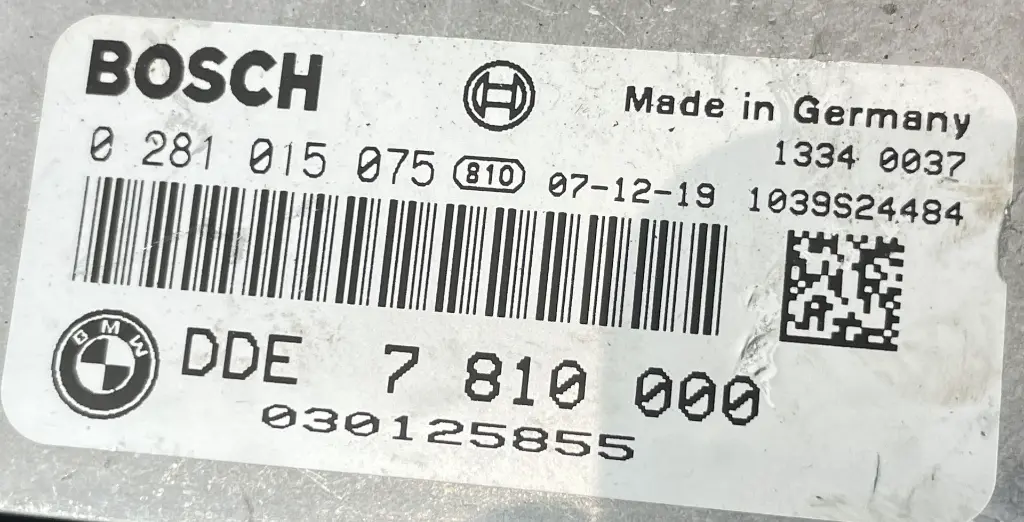 BOSCH
Made in Germany
1334 0037
0 281 015 075 810 07-12-19 1039S24484
BMW DDE 7 810 000
030125855